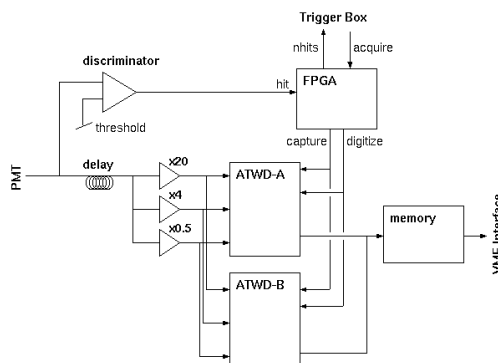 Trigger Box
nhits
acquire
discriminator
FPGA
hit
threshold
capture
digitize
delay
x20
ATWD-A
PMT
x4
memory
x0.5
VME Interface
ATWD-B